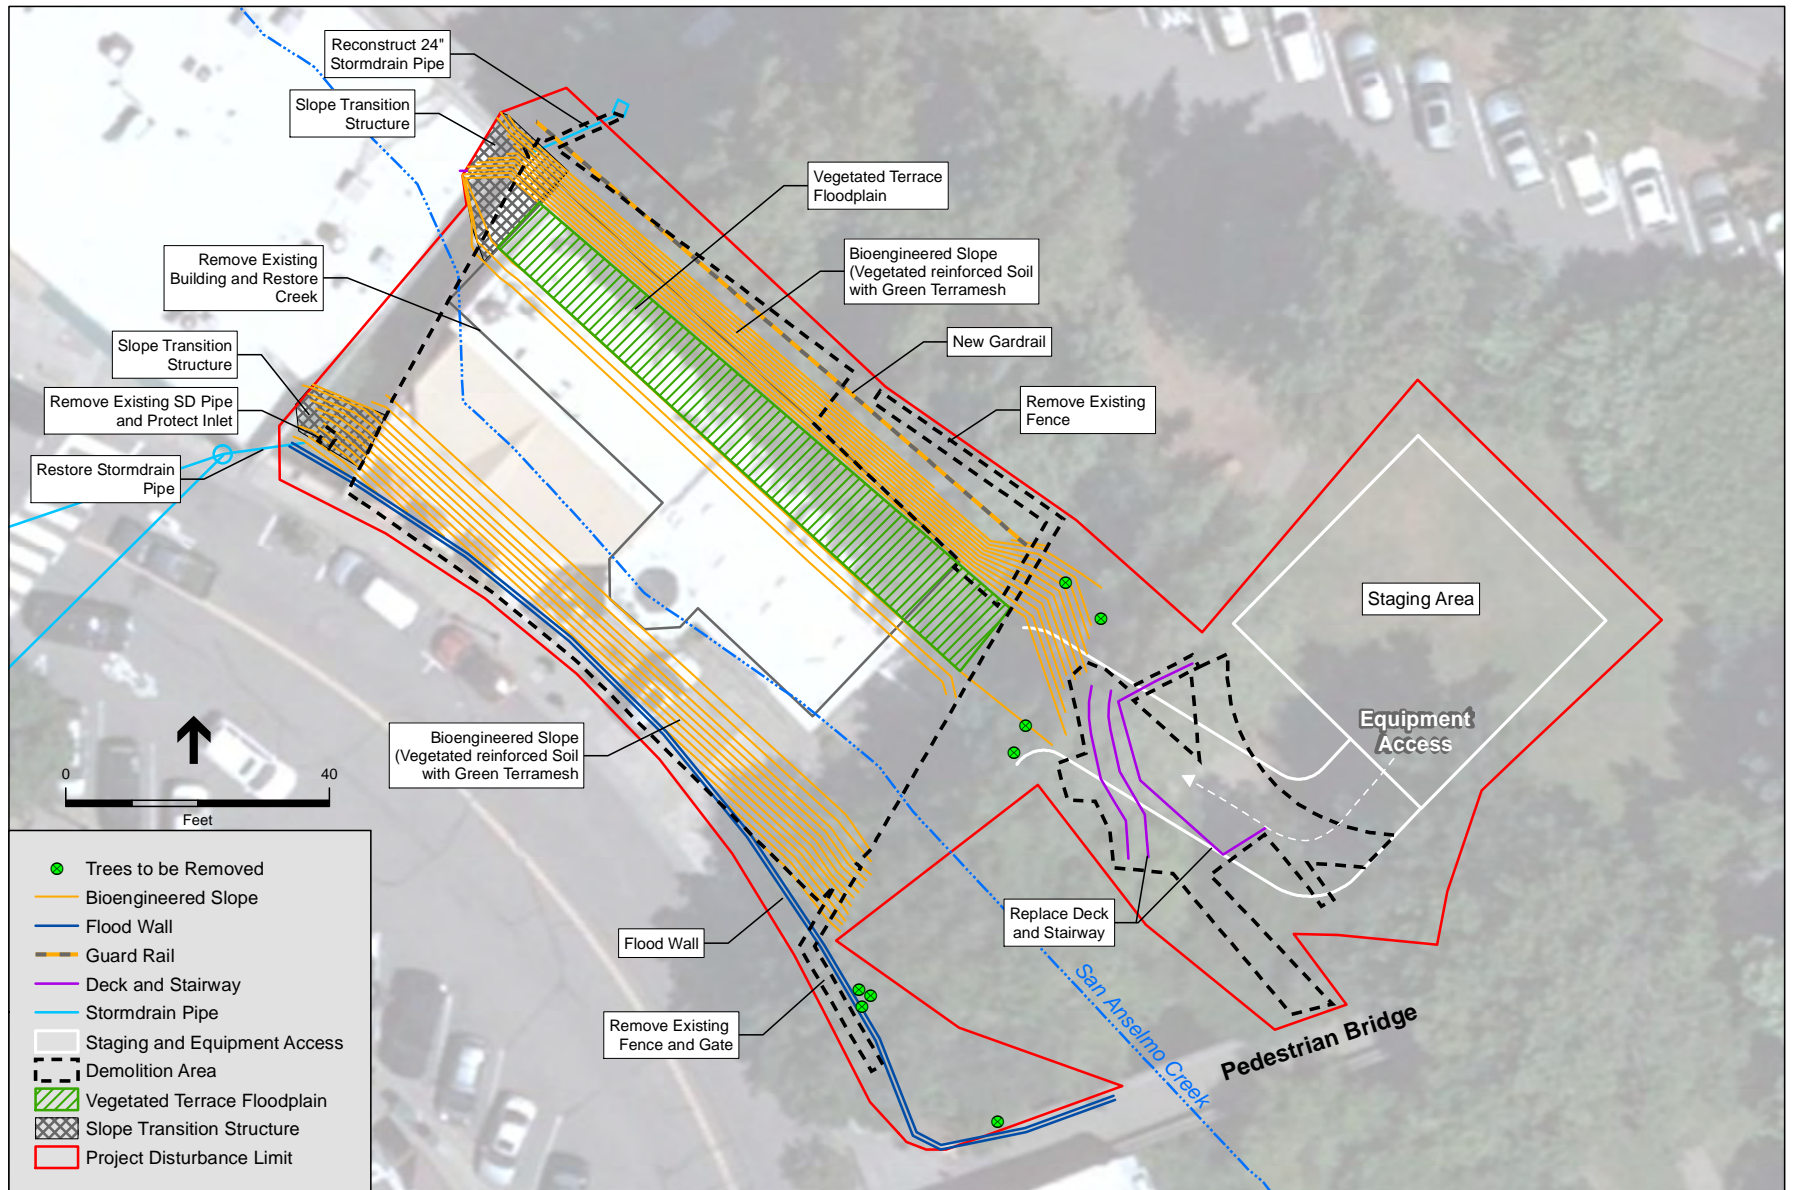 Reconstruct 24"
Stormdrain Pipe
Slope Transition
Structure
Vegetated Terrace
Floodplain
Remove Existing
Building and Restore
Creek
Bioengineered Slope
(Vegetated reinforced Soil
with Green Terramesh
New Gardrail
Slope Transition
Structure
Remove Existing SD Pipe
and Protect Inlet
Remove Existing
Fence
Restore Stormdrain
Pipe
Staging Area
Equipment
Access
Bioengineered Slope
(Vegetated reinforced Soil
with Green Terramesh
0 40
Feet
Flood Wall
Replace Deck
and Stairway
Remove Existing
Fence and Gate
San Anselmo Creek
Pedestrian Bridge
Trees to be Removed
Bioengineered Slope
Flood Wall
Guard Rail
Deck and Stairway
Stormdrain Pipe
Staging and Equipment Access
Demolition Area
Vegetated Terrace Floodplain
Slope Transition Structure
Project Disturbance Limit